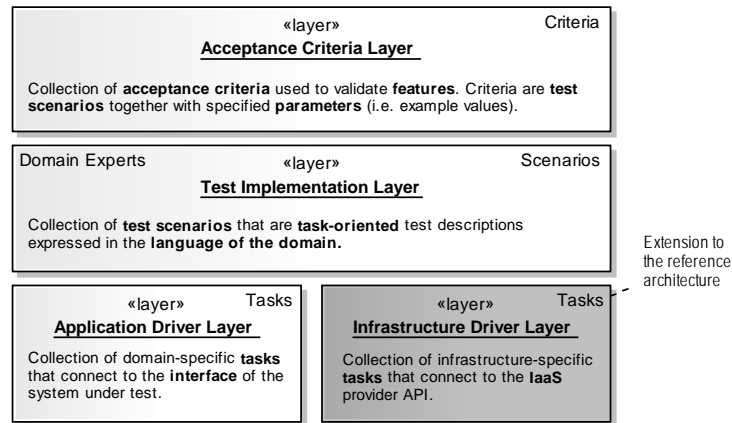 «layer» Criteria
Acceptance Criteria Layer
Collection of acceptance criteria used to validate features. Criteria are test
scenarios together with specified parameters (i.e. example values).
Domain Experts «layer» Scenarios
Test Implementation Layer
Collection of test scenarios that are task-oriented test descriptions
expressed in the language of the domain.
«layer» Tasks
Application Driver Layer
Collection of domain-specific tasks
that connect to the interface of the
system under test.
«layer» Tasks
Infrastructure Driver Layer
Collection of infrastructure-specific
tasks that connect to the IaaS
provider API.
Extension to
the reference
architecture